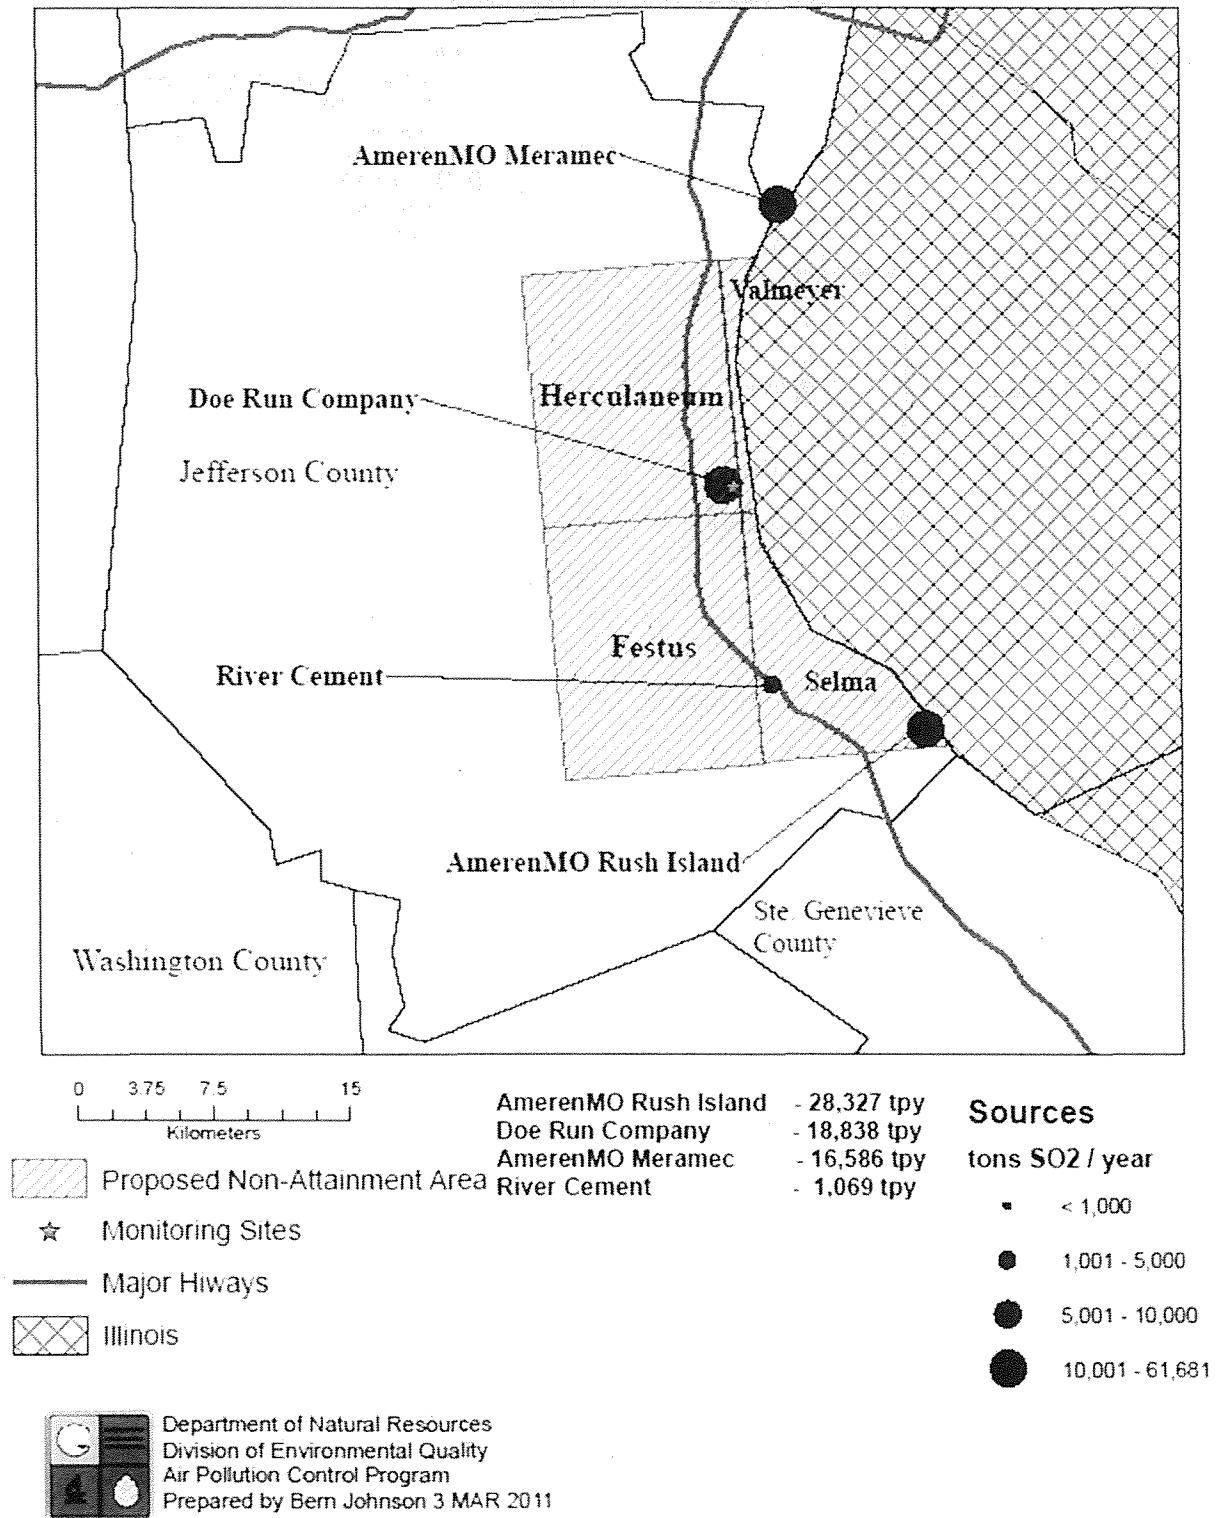 AmerenMO Meramec
Valmeyer
Herculaneum
Doe Run Company
Jefferson County
Festus
River Cement
Selma
AmerenMO Rush Island
Ste. Genevieve
County
Washington County
0 3.75 7.5 15
Kilometers
AmerenMO Rush Island - 28,327 tpy
Doe Run Company - 18,838 tpy
AmerenMO Meramec - 16,586 tpy
River Cement - 1,069 tpy
Proposed Non-Attainment Area
Monitoring Sites
Major Hiways
Illinois
Sources
tons SO2 / year
< 1,000
1,001 - 5,000
5,001 - 10,000
10,001 - 61,681
Department of Natural Resources
Division of Environmental Quality
Air Pollution Control Program
Prepared by Bern Johnson 3 MAR 2011